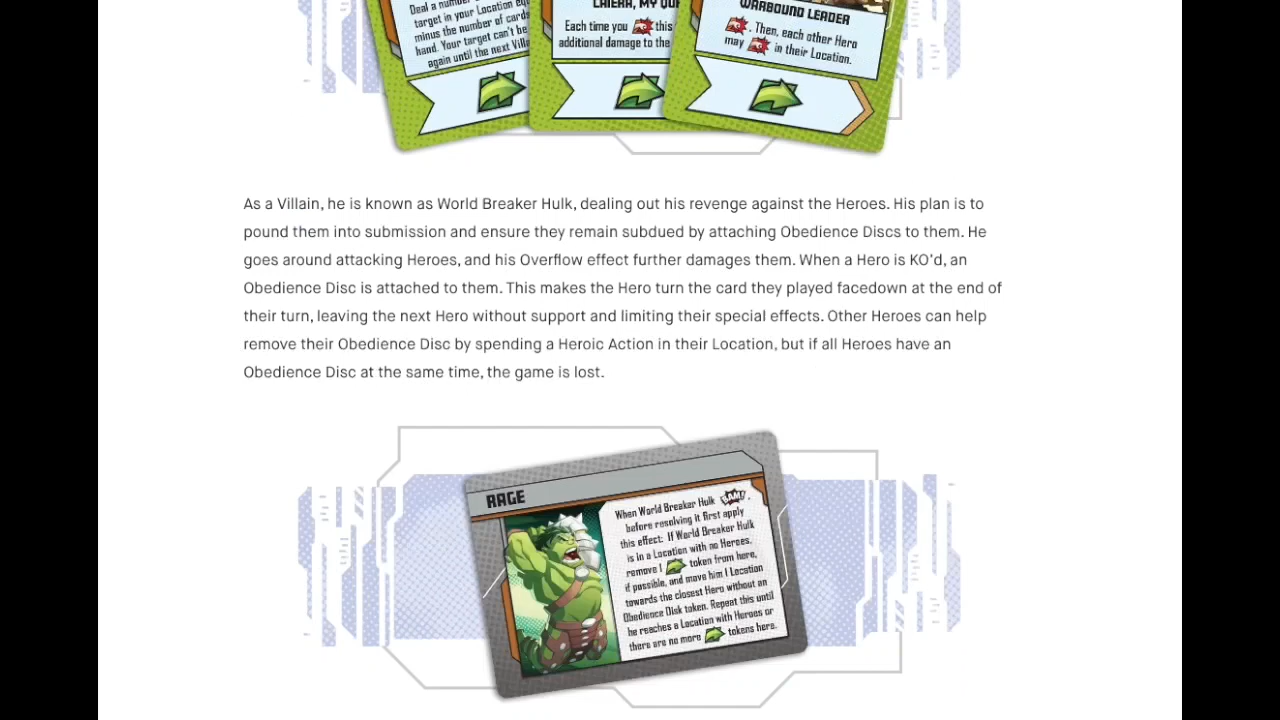 Deal a number
target in your Location equ
minus the number of cards
hand. Your target can't be
again until the next Ville
CAIERA, MY QUE
Each time you this
additional damage to the
WARBOUND LEADER
. Then, each other Hero
may in their Location.
As a Villain, he is known as World Breaker Hulk, dealing out his revenge against the Heroes. His plan is to
pound them into submission and ensure they remain subdued by attaching Obedience Discs to them. He
goes around attacking Heroes, and his Overflow effect further damages them. When a Hero is KO'd, an
Obedience Disc is attached to them. This makes the Hero turn the card they played facedown at the end of
their turn, leaving the next Hero without support and limiting their special effects. Other Heroes can help
remove their Obedience Disc by spending a Heroic Action in their Location, but if all Heroes have an
Obedience Disc at the same time, the game is lost.
RAGE
When World Breaker Hulk BAM! ,
before resolving it first apply
this effect: If World Breaker Hulk
is in a Location with no Heroes,
remove 1 token from here,
if possible, and move him 1 Location
towards the closest Hero without an
Obedience Disk token. Repeat this until
he reaches a Location with Heroes or
there are no more tokens here.